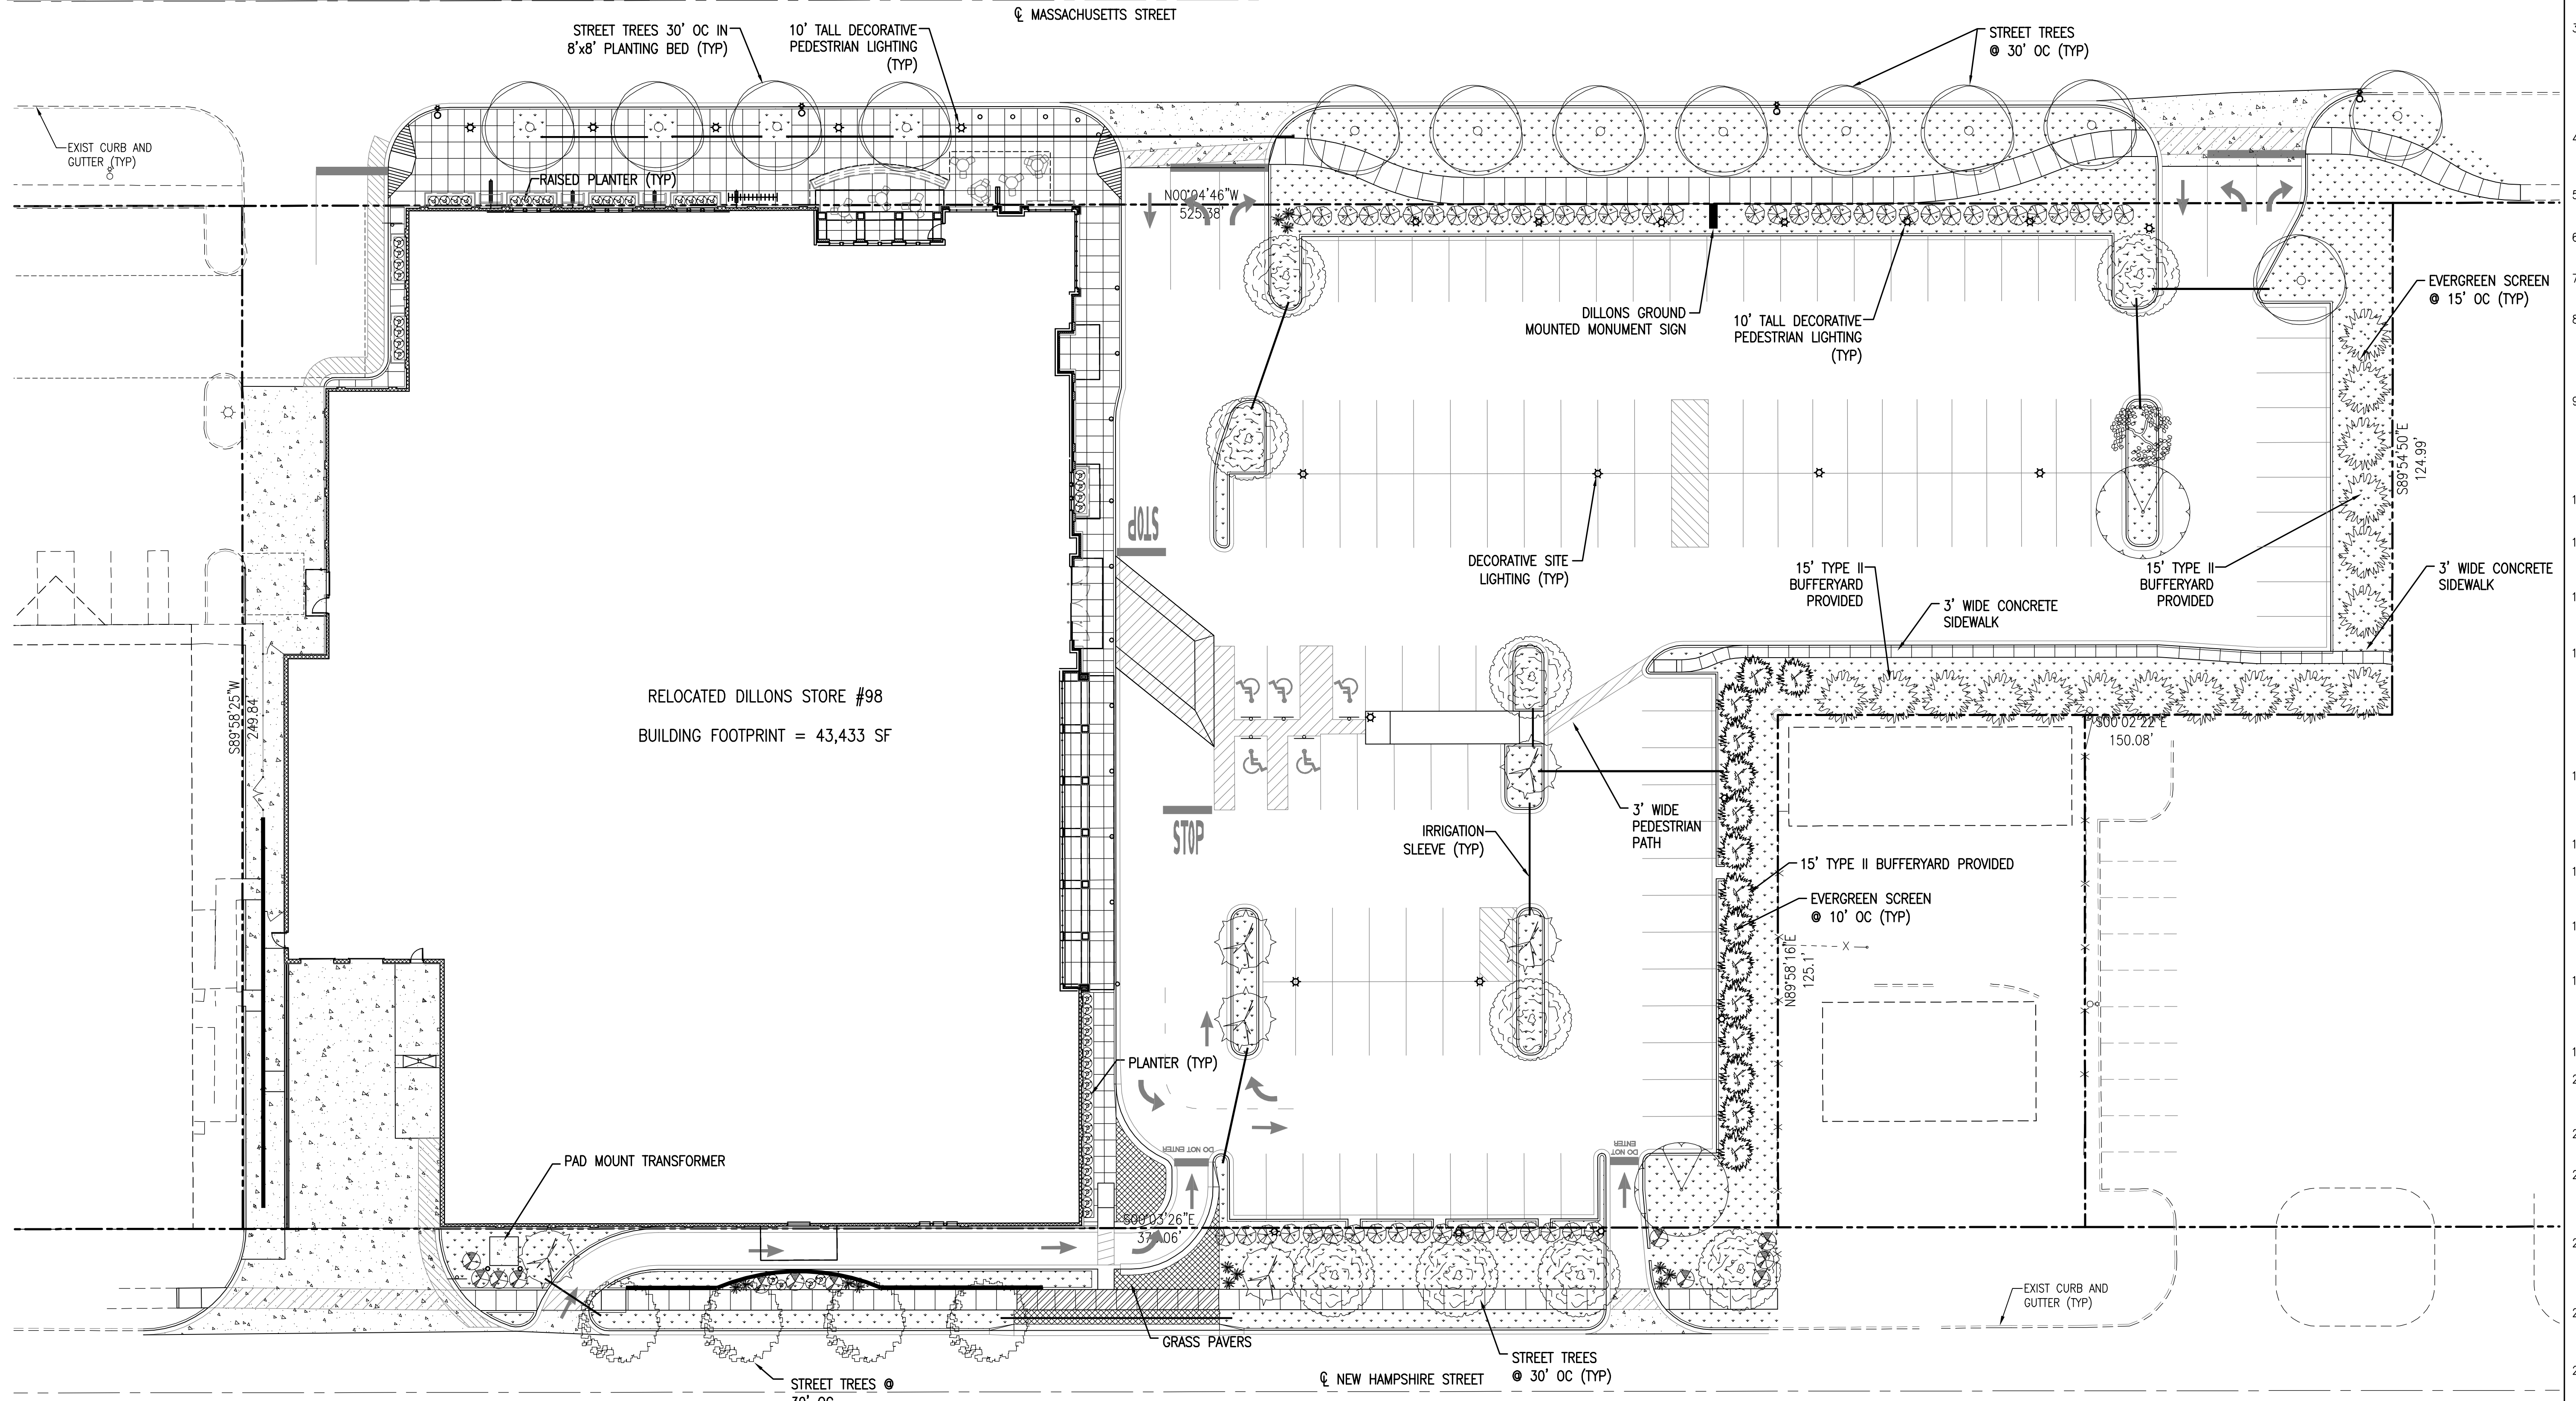 ℄ MASSACHUSETTS STREET
STREET TREES 30' OC IN
8'x8' PLANTING BED (TYP)
10' TALL DECORATIVE
PEDESTRIAN LIGHTING
(TYP)
STREET TREES
@ 30' OC (TYP)
EXIST CURB AND
GUTTER (TYP)
RAISED PLANTER (TYP)
N00°04'46"W
525.38'
DILLONS GROUND
MOUNTED MONUMENT SIGN
10' TALL DECORATIVE
PEDESTRIAN LIGHTING
(TYP)
EVERGREEN SCREEN
@ 15' OC (TYP)
S89°54'50"E
124.99'
STOP
DECORATIVE SITE
LIGHTING (TYP)
15' TYPE II
BUFFERYARD
PROVIDED
15' TYPE II
BUFFERYARD
PROVIDED
3' WIDE CONCRETE
SIDEWALK
3' WIDE CONCRETE
SIDEWALK
RELOCATED DILLONS STORE #98
BUILDING FOOTPRINT = 43,433 SF
S89°58'25"W
249.84'
S00°02'22"E
150.08'
STOP
3' WIDE
PEDESTRIAN
PATH
IRRIGATION
SLEEVE (TYP)
15' TYPE II BUFFERYARD PROVIDED
EVERGREEN SCREEN
@ 10' OC (TYP)
N89°58'16"E
125.1'
X
PLANTER (TYP)
PAD MOUNT TRANSFORMER
DO NOT ENTER
DO NOT
ENTER
S00°03'26"E
GRASS PAVERS
EXIST CURB AND
GUTTER (TYP)
STREET TREES @
30' OC
℄ NEW HAMPSHIRE STREET
STREET TREES
@ 30' OC (TYP)